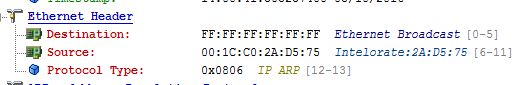 Ethernet Header
Destination: FF:FF:FF:FF:FF:FF Ethernet Broadcast [0-5]
Source: 00:1C:C0:2A:D5:75 Intelorate:2A:D5:75 [6-11]
Protocol Type: 0x0806 IP ARP [12-13]